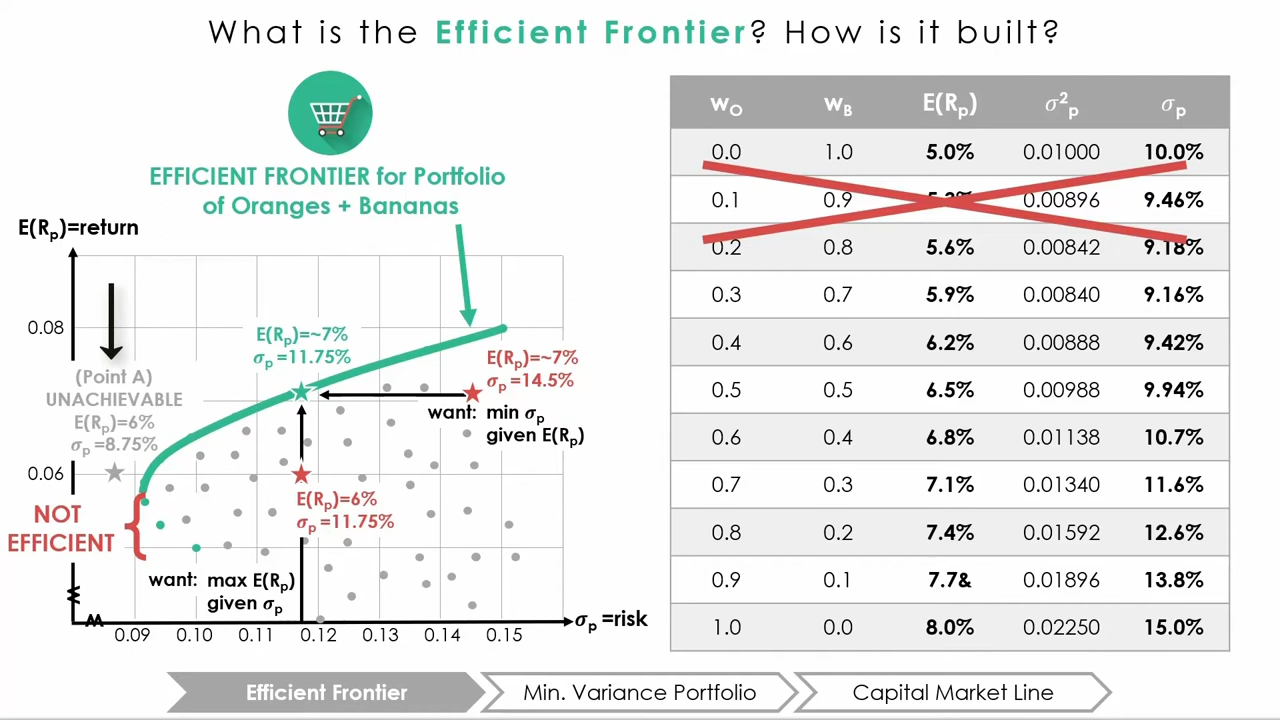 What is the Efficient Frontier? How is it built?
EFFICIENT FRONTIER for Portfolio
of Oranges + Bananas
E(Rp)=return
0.08
0.06
(Point A)
UNACHIEVABLE
E(Rp)=6%
σp =8.75%
E(Rp)=~7%
σp =11.75%
E(Rp)=~7%
σp =14.5%
want: min σp
given E(Rp)
E(Rp)=6%
σp =11.75%
NOT
EFFICIENT
want: max E(Rp)
given σp
σp =risk
0.09 0.10 0.11 0.12 0.13 0.14 0.15
wO wB E(Rp) σ²p σp
0.0 1.0 5.0% 0.01000 10.0%
0.1 0.9 0.00896 9.46%
0.2 0.8 5.6% 0.00842 9.18%
0.3 0.7 5.9% 0.00840 9.16%
0.4 0.6 6.2% 0.00888 9.42%
0.5 0.5 6.5% 0.00988 9.94%
0.6 0.4 6.8% 0.01138 10.7%
0.7 0.3 7.1% 0.01340 11.6%
0.8 0.2 7.4% 0.01592 12.6%
0.9 0.1 7.7& 0.01896 13.8%
1.0 0.0 8.0% 0.02250 15.0%
Efficient Frontier
Min. Variance Portfolio
Capital Market Line